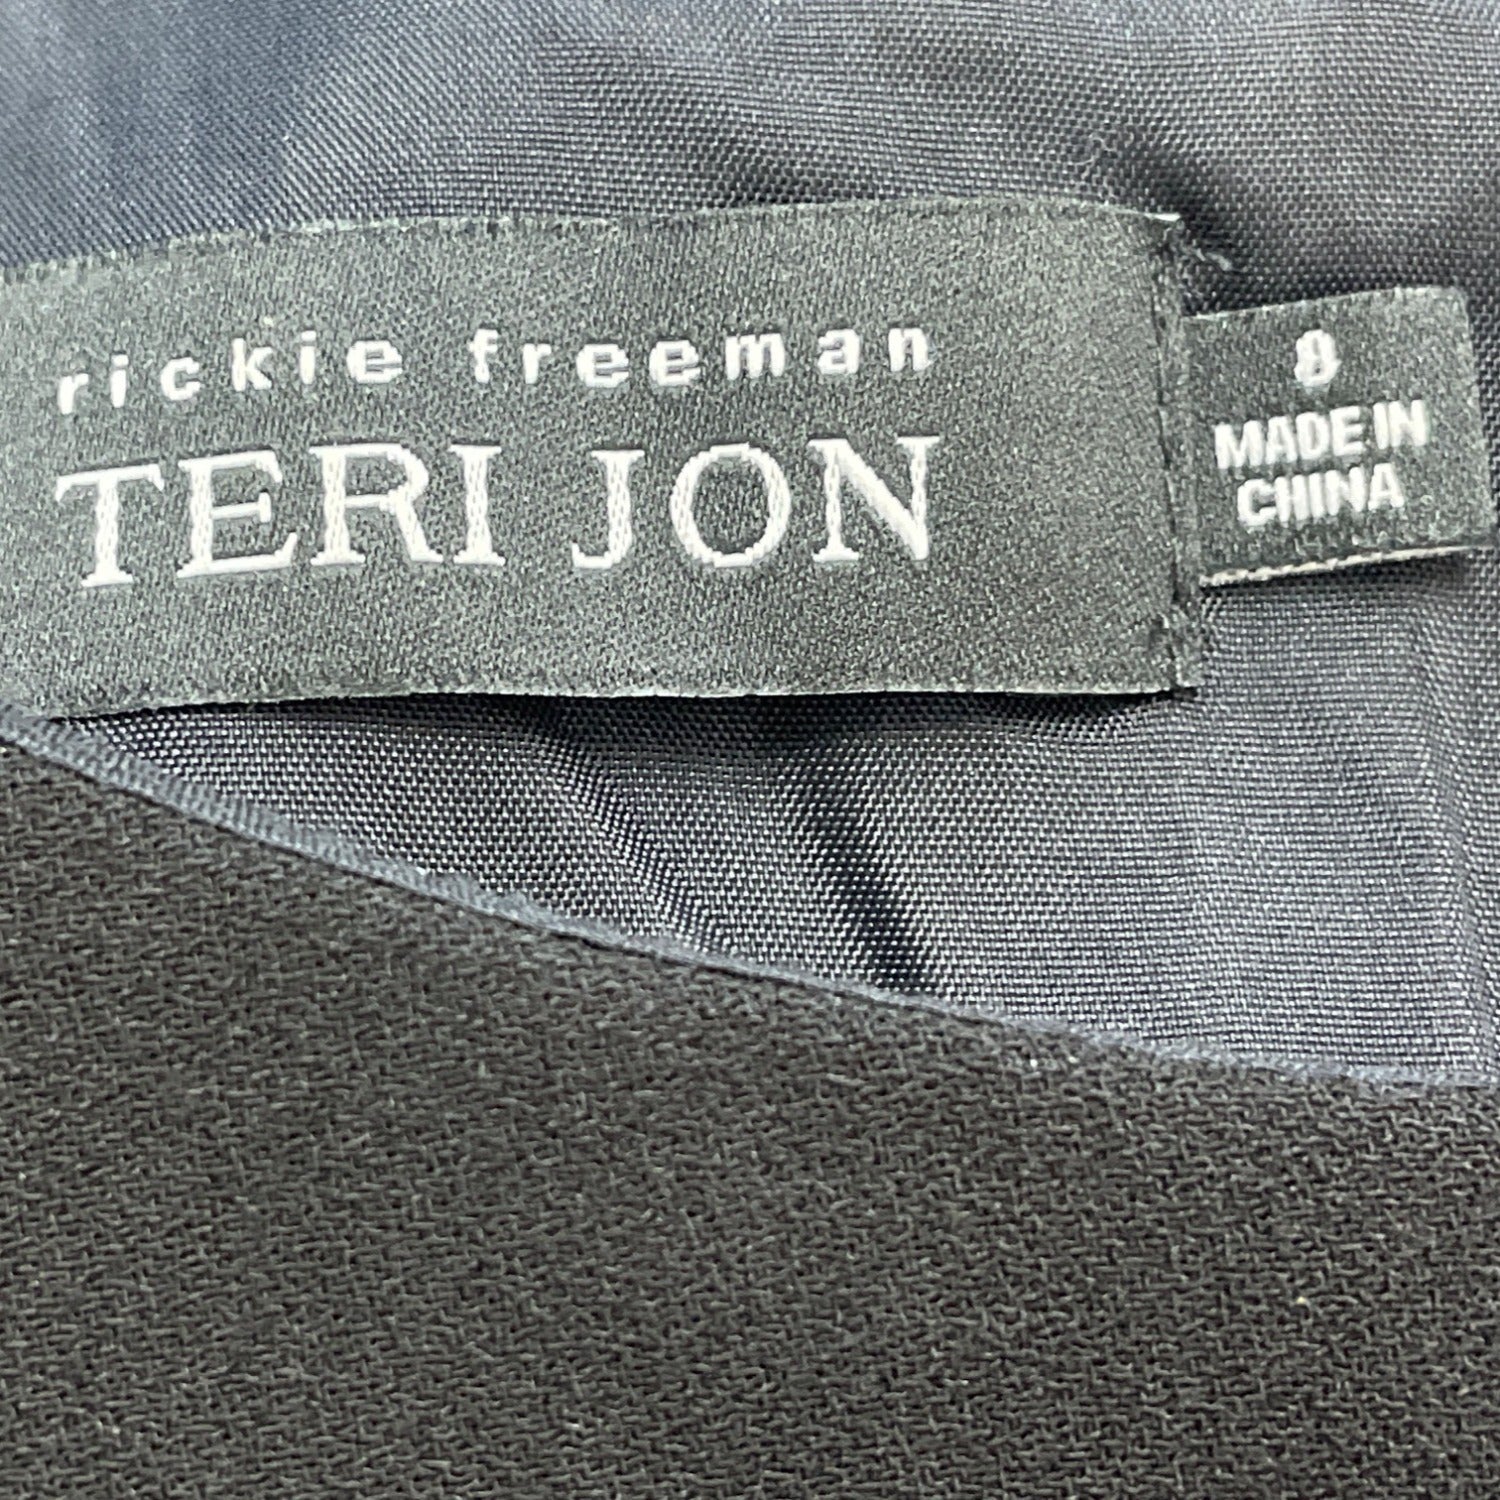 rickie freeman
TERI JON
8
MADE IN
CHINA